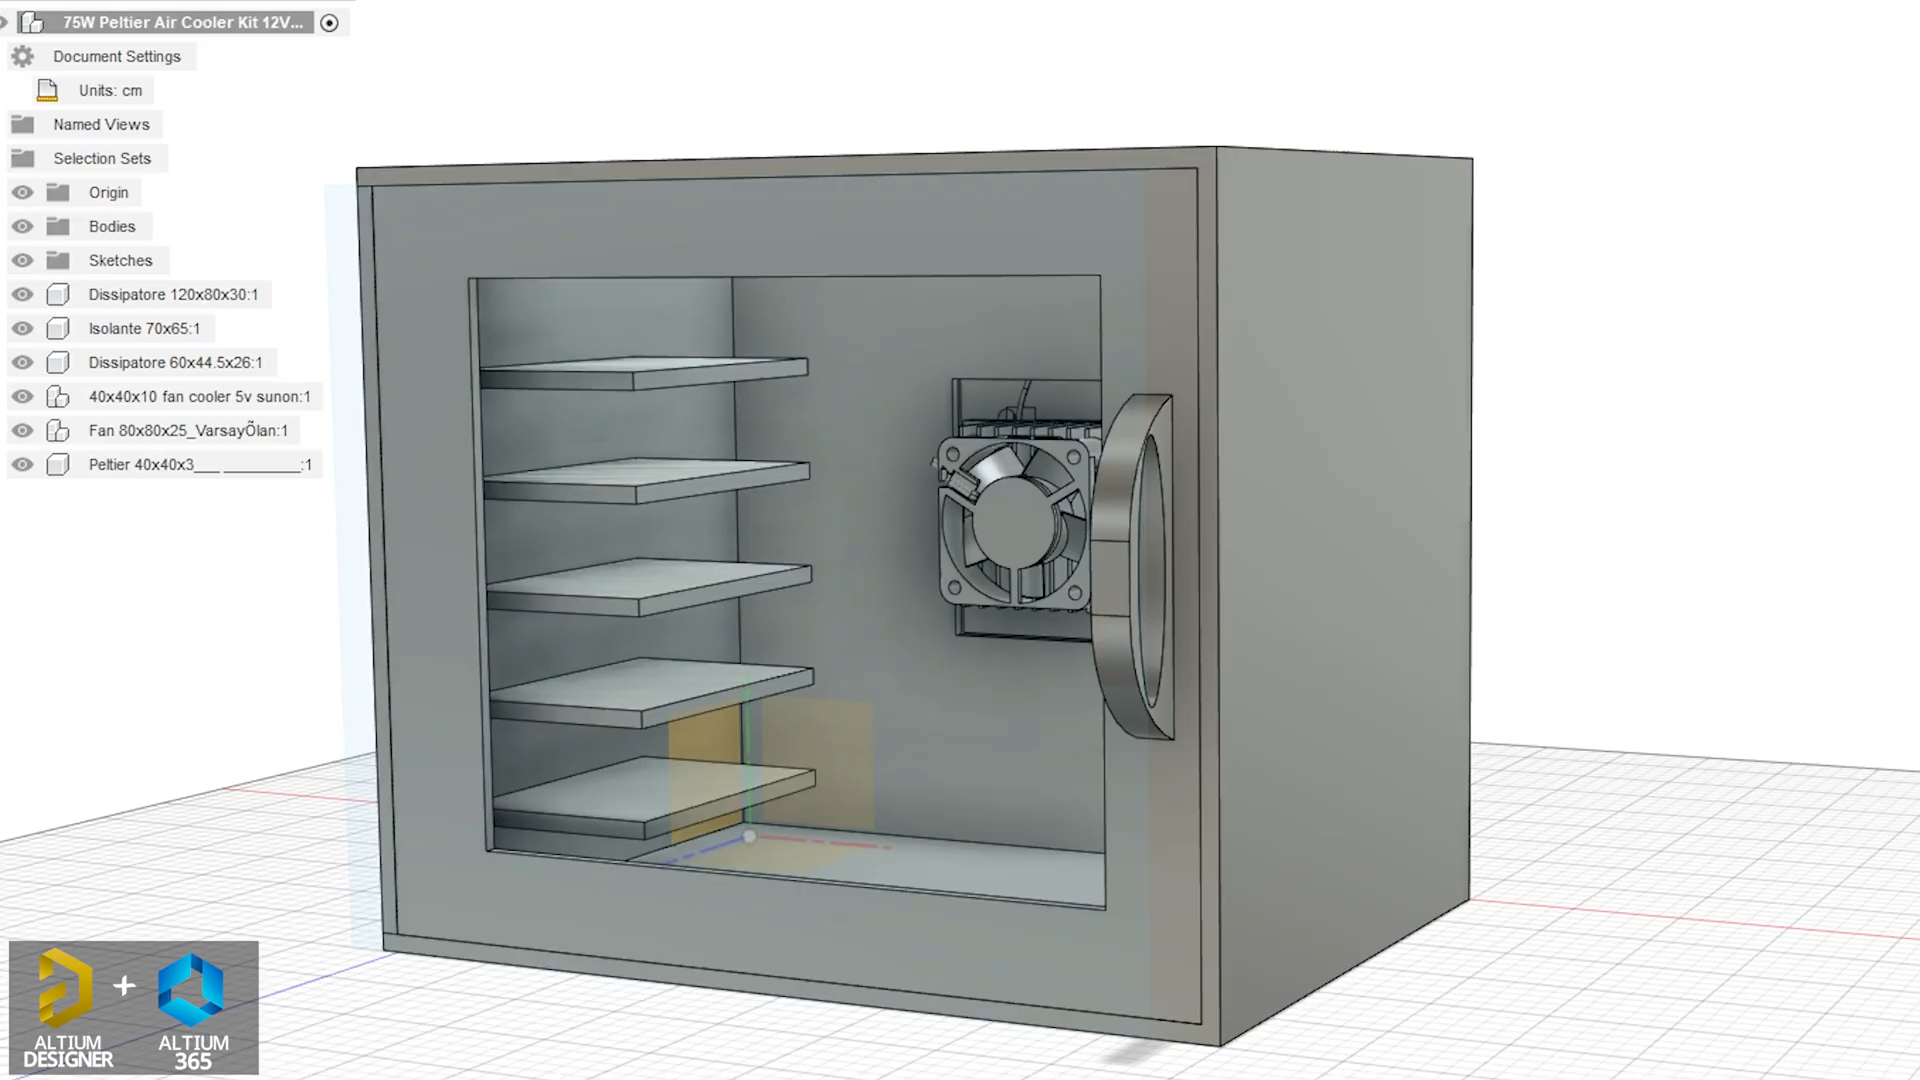 75W Peltier Air Cooler Kit 12V...
Document Settings
Units: cm
Named Views
Selection Sets
Origin
Bodies
Sketches
Dissipatore 120x80x30:1
Isolante 70x65:1
Dissipatore 60x44.5x26:1
40x40x10 fan cooler 5v sunon:1
Fan 80x80x25_VarsayÕlan:1
Peltier 40x40x3___ __________:1
ALTIUM
DESIGNER
+
ALTIUM
365